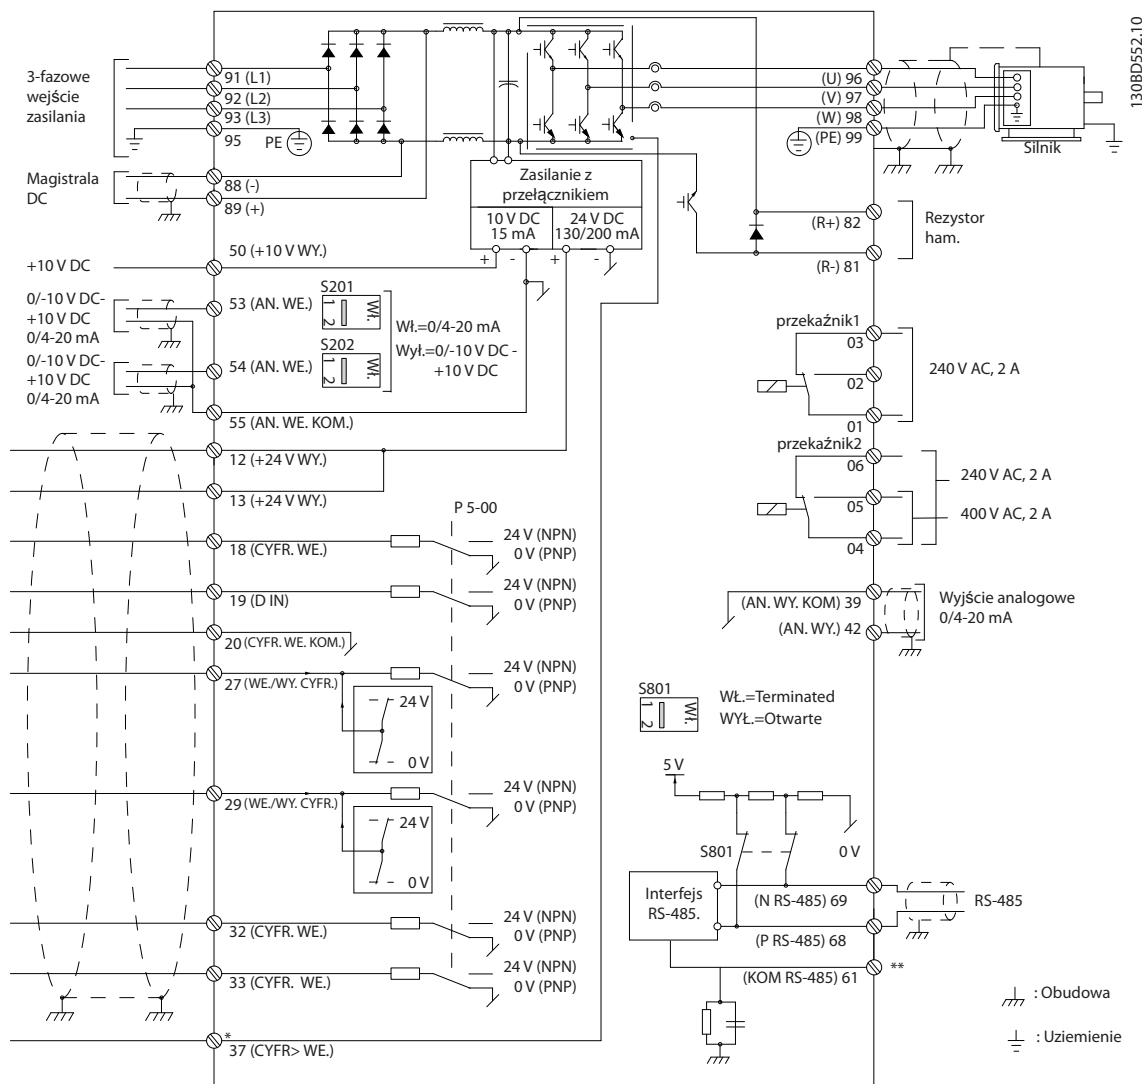 130BD552.10
3-fazowe
wejście
zasilania
91 (L1)
92 (L2)
93 (L3)
95
PE
Magistrala
DC
88 (-)
89 (+)
50 (+10 V WY.)
+10 V DC
0/-10 V DC-
+10 V DC
0/4-20 mA
53 (AN. WE.)
0/-10 V DC-
+10 V DC
0/4-20 mA
54 (AN. WE.)
55 (AN. WE. KOM.)
S201
1 2
WŁ.
S202
1 2
WŁ.
Wł.=0/4-20 mA
Wył.=0/-10 V DC -
+10 V DC
Zasilanie z
przełącznikiem
10 V DC
15 mA
24 V DC
130/200 mA
+ - + -
(U) 96
(V) 97
(W) 98
(PE) 99
Silnik
(R+) 82
(R-) 81
Rezystor
ham.
przekaźnik1
03
02
01
240 V AC, 2 A
przekaźnik2
06
05
04
240 V AC, 2 A
400 V AC, 2 A
12 (+24 V WY.)
13 (+24 V WY.)
P 5-00
18 (CYFR. WE.)
24 V (NPN)
0 V (PNP)
19 (D IN)
24 V (NPN)
0 V (PNP)
20 (CYFR. WE. KOM.)
27 (WE./WY. CYFR.)
24 V (NPN)
0 V (PNP)
24 V
0 V
29 (WE./WY. CYFR.)
24 V (NPN)
0 V (PNP)
24 V
0 V
32 (CYFR. WE.)
24 V (NPN)
0 V (PNP)
33 (CYFR. WE.)
24 V (NPN)
0 V (PNP)
*
37 (CYFR> WE.)
(AN. WY. KOM) 39
(AN. WY.) 42
Wyjście analogowe
0/4-20 mA
S801
1 2
WŁ.
WŁ.=Terminated
WYŁ.=Otwarte
5 V
S801
0 V
Interfejs
RS-485.
(N RS-485) 69
(P RS-485) 68
(KOM RS-485) 61
RS-485
**
: Obudowa
: Uziemienie